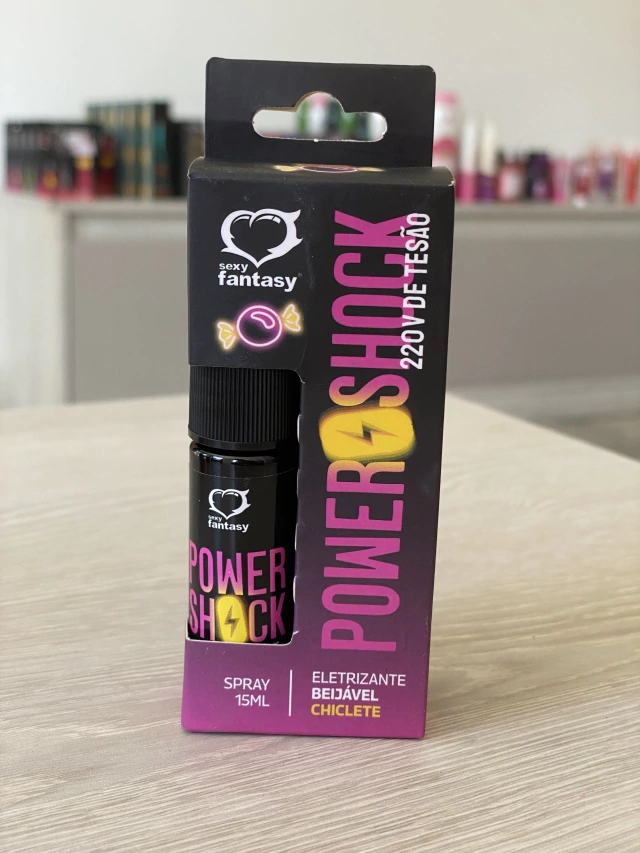 sexy
fantasy
POWER SHOCK
220V DE TESÃO
sexy
fantasy
POWER
SHOCK
SPRAY
15ML
ELETRIZANTE
BEIJÁVEL
CHICLETE